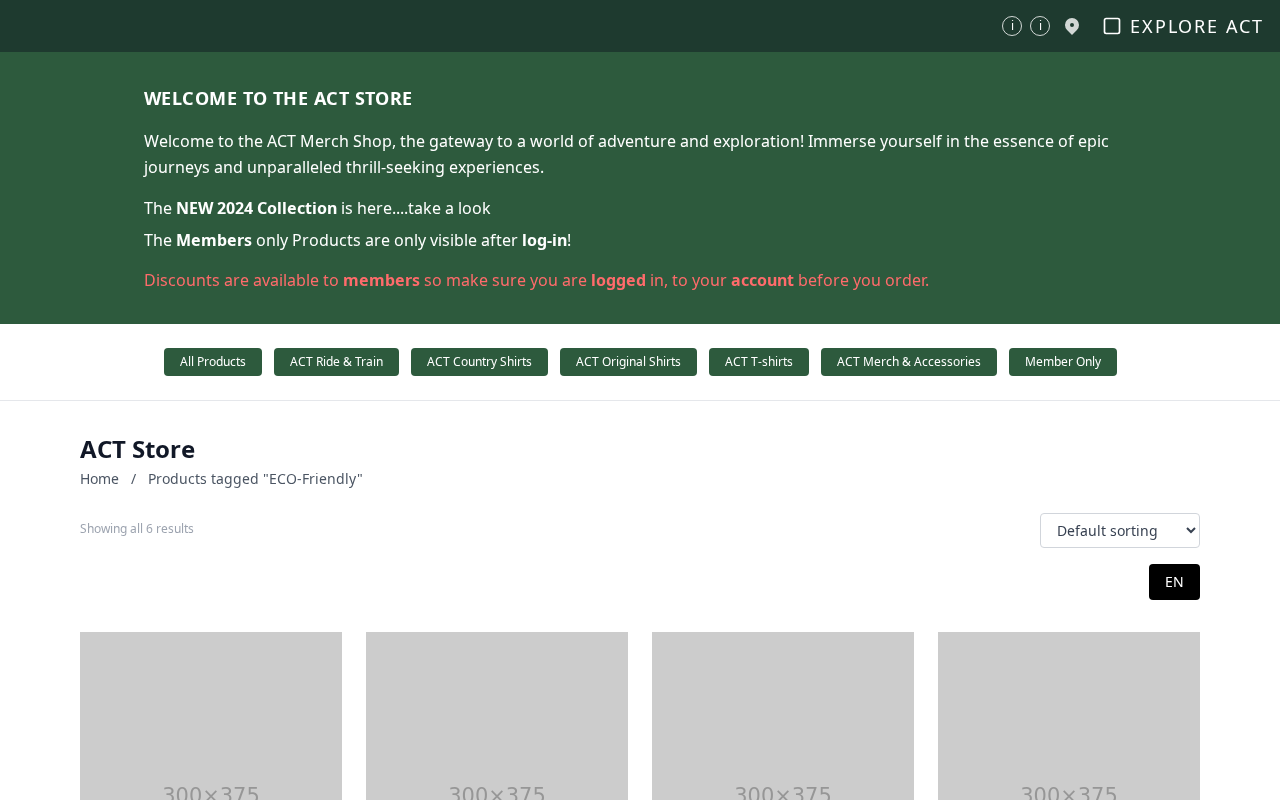 i i EXPLORE ACT
WELCOME TO THE ACT STORE
Welcome to the ACT Merch Shop, the gateway to a world of adventure and exploration! Immerse yourself in the essence of epic
journeys and unparalleled thrill-seeking experiences.
The NEW 2024 Collection is here....take a look
The Members only Products are only visible after log-in!
Discounts are available to members so make sure you are logged in, to your account before you order.
All Products ACT Ride & Train ACT Country Shirts ACT Original Shirts ACT T-shirts ACT Merch & Accessories Member Only
ACT Store
Home / Products tagged "ECO-Friendly"
Showing all 6 results Default sorting
EN
300×375 300×375 300×375 300×375